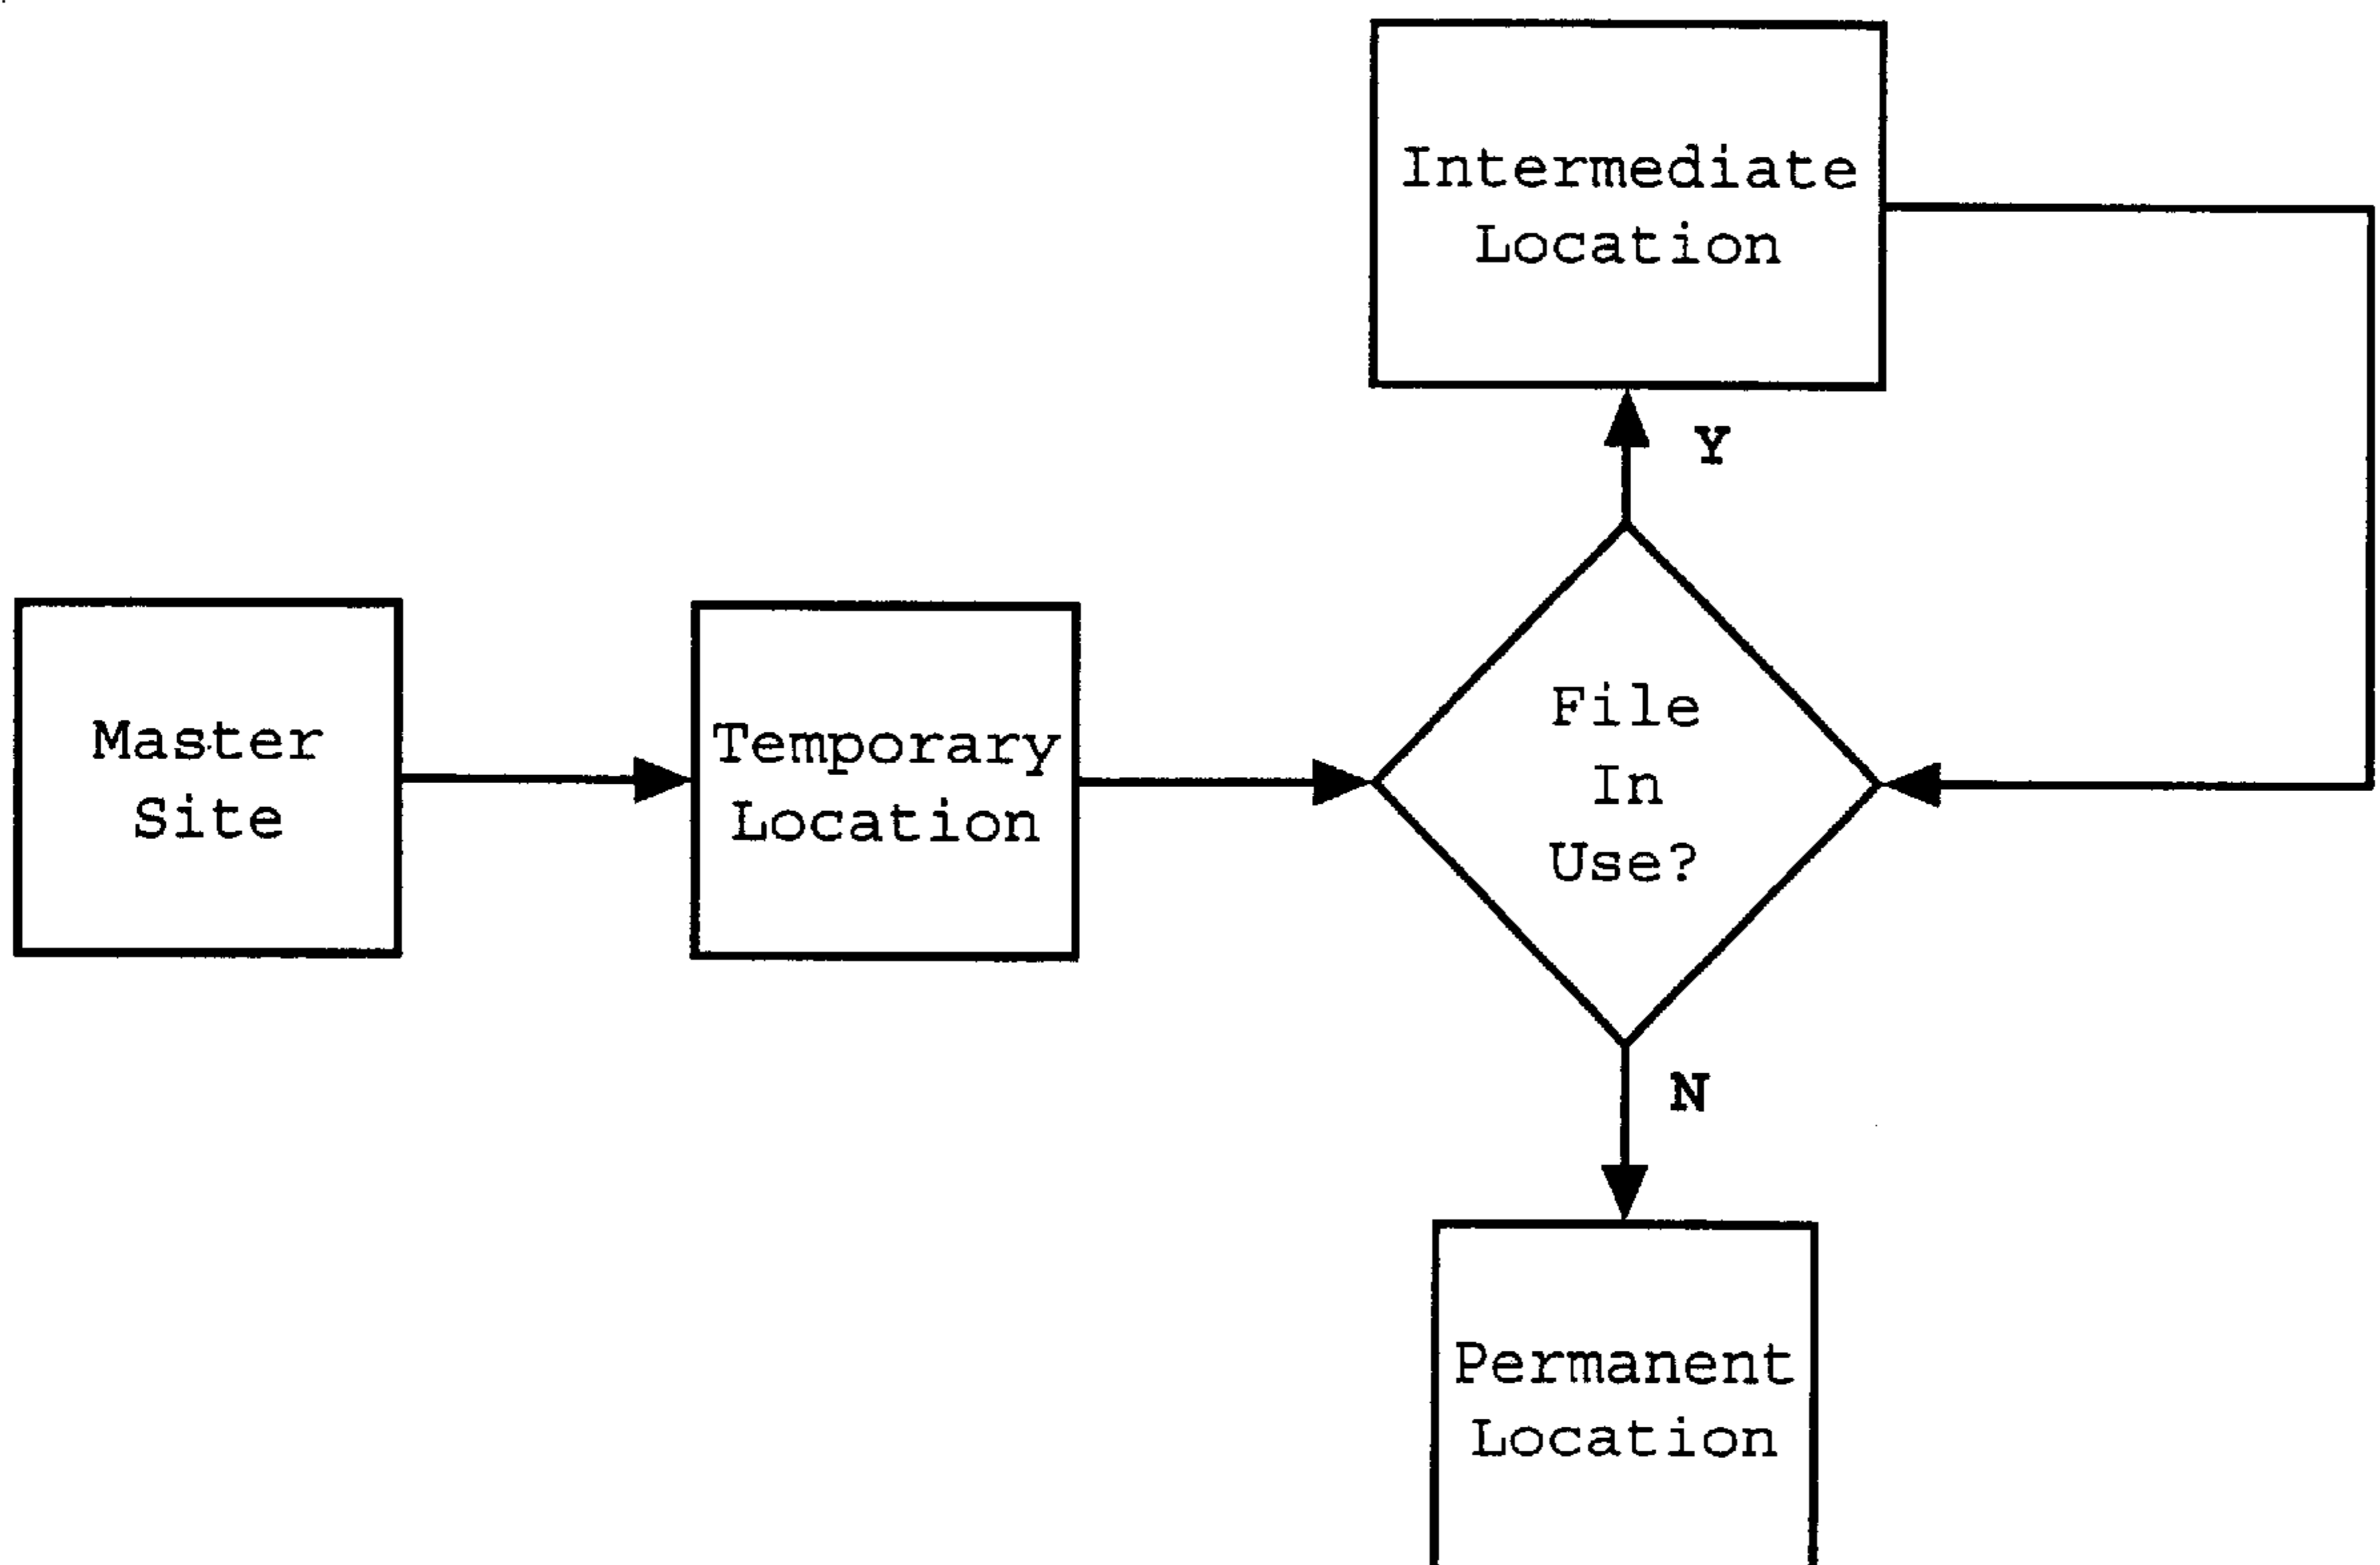 Intermediate
Location
Y
Master
Site
Temporary
Location
File
In
Use?
N
Permanent
Location